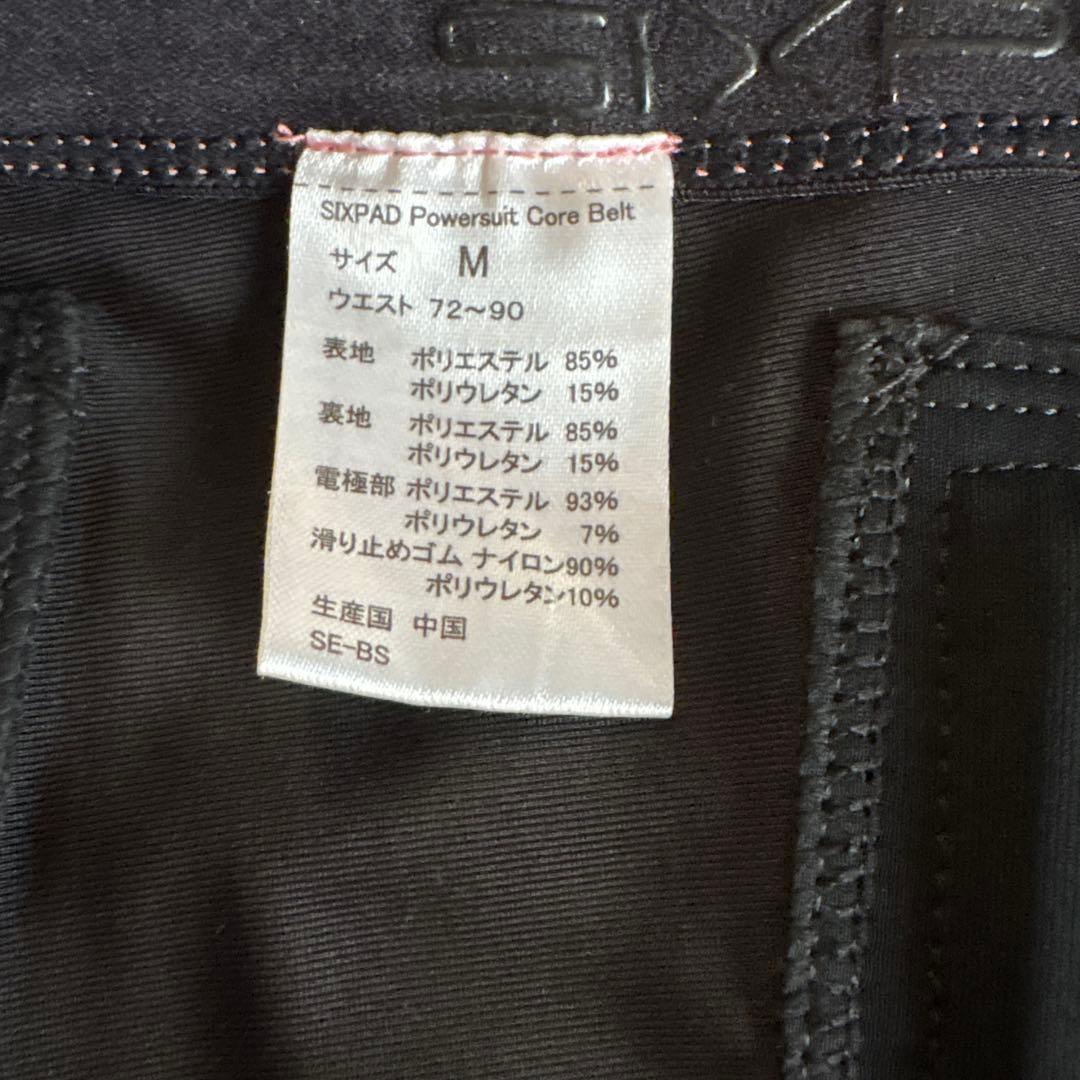 SIXP
SIXPAD Powersuit Core Belt
サイズ M
ウエスト 72～90
表地 ポリエステル 85%
ポリウレタン 15%
裏地 ポリエステル 85%
ポリウレタン 15%
電極部 ポリエステル 93%
ポリウレタン 7%
滑り止めゴム ナイロン90%
ポリウレタン10%
生産国 中国
SE-BS